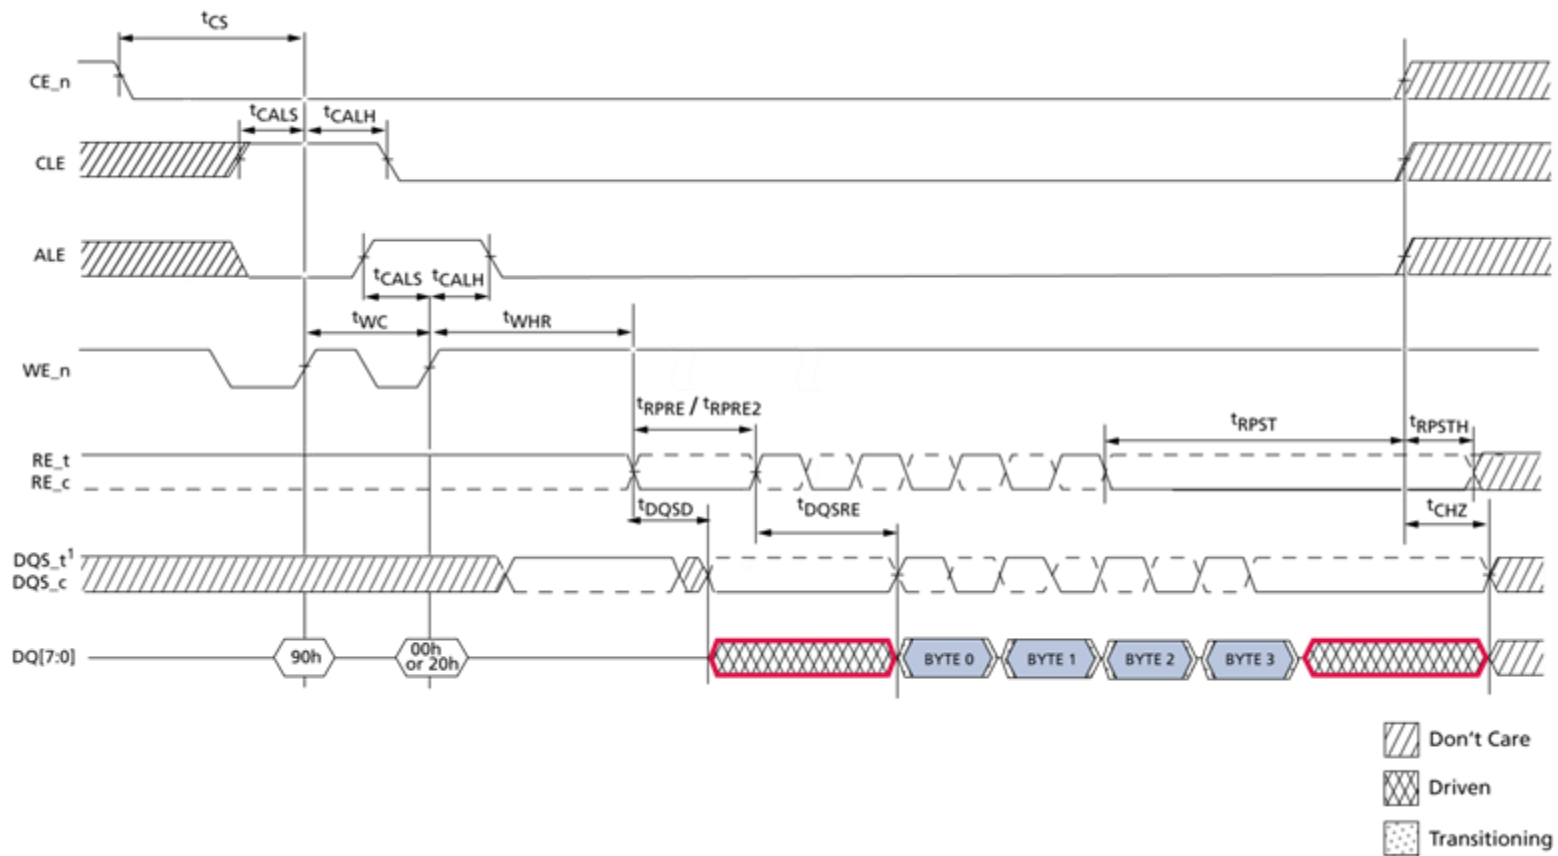 tCS
CE_n
tCALS tCALH
CLE
ALE
tCALS tCALH
tWC tWHR
WE_n
tRPRE / tRPRE2
tRPST tRPSTH
RE_t
RE_c
tDQSD tDQSRE tCHZ
DQS_t1
DQS_c
DQ[7:0] 90h 00h or 20h BYTE 0 BYTE 1 BYTE 2 BYTE 3
Don't Care
Driven
Transitioning